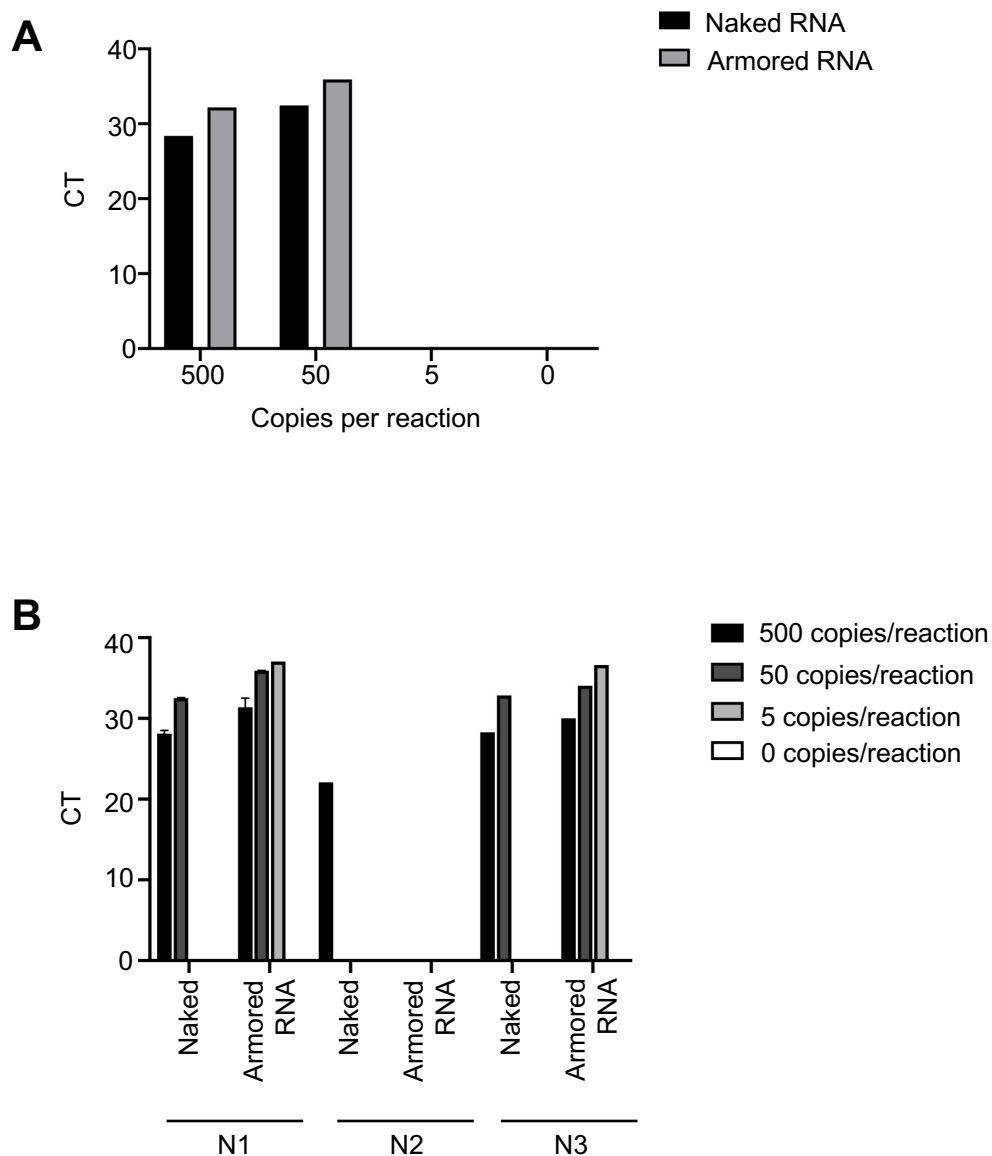 A
Naked RNA
Armored RNA
40
30
20
10
0
CT
500 50 5 0
Copies per reaction
B
500 copies/reaction
50 copies/reaction
5 copies/reaction
0 copies/reaction
40
30
20
10
0
CT
Naked
Armored
RNA
Naked
Armored
RNA
Naked
Armored
RNA
N1 N2 N3